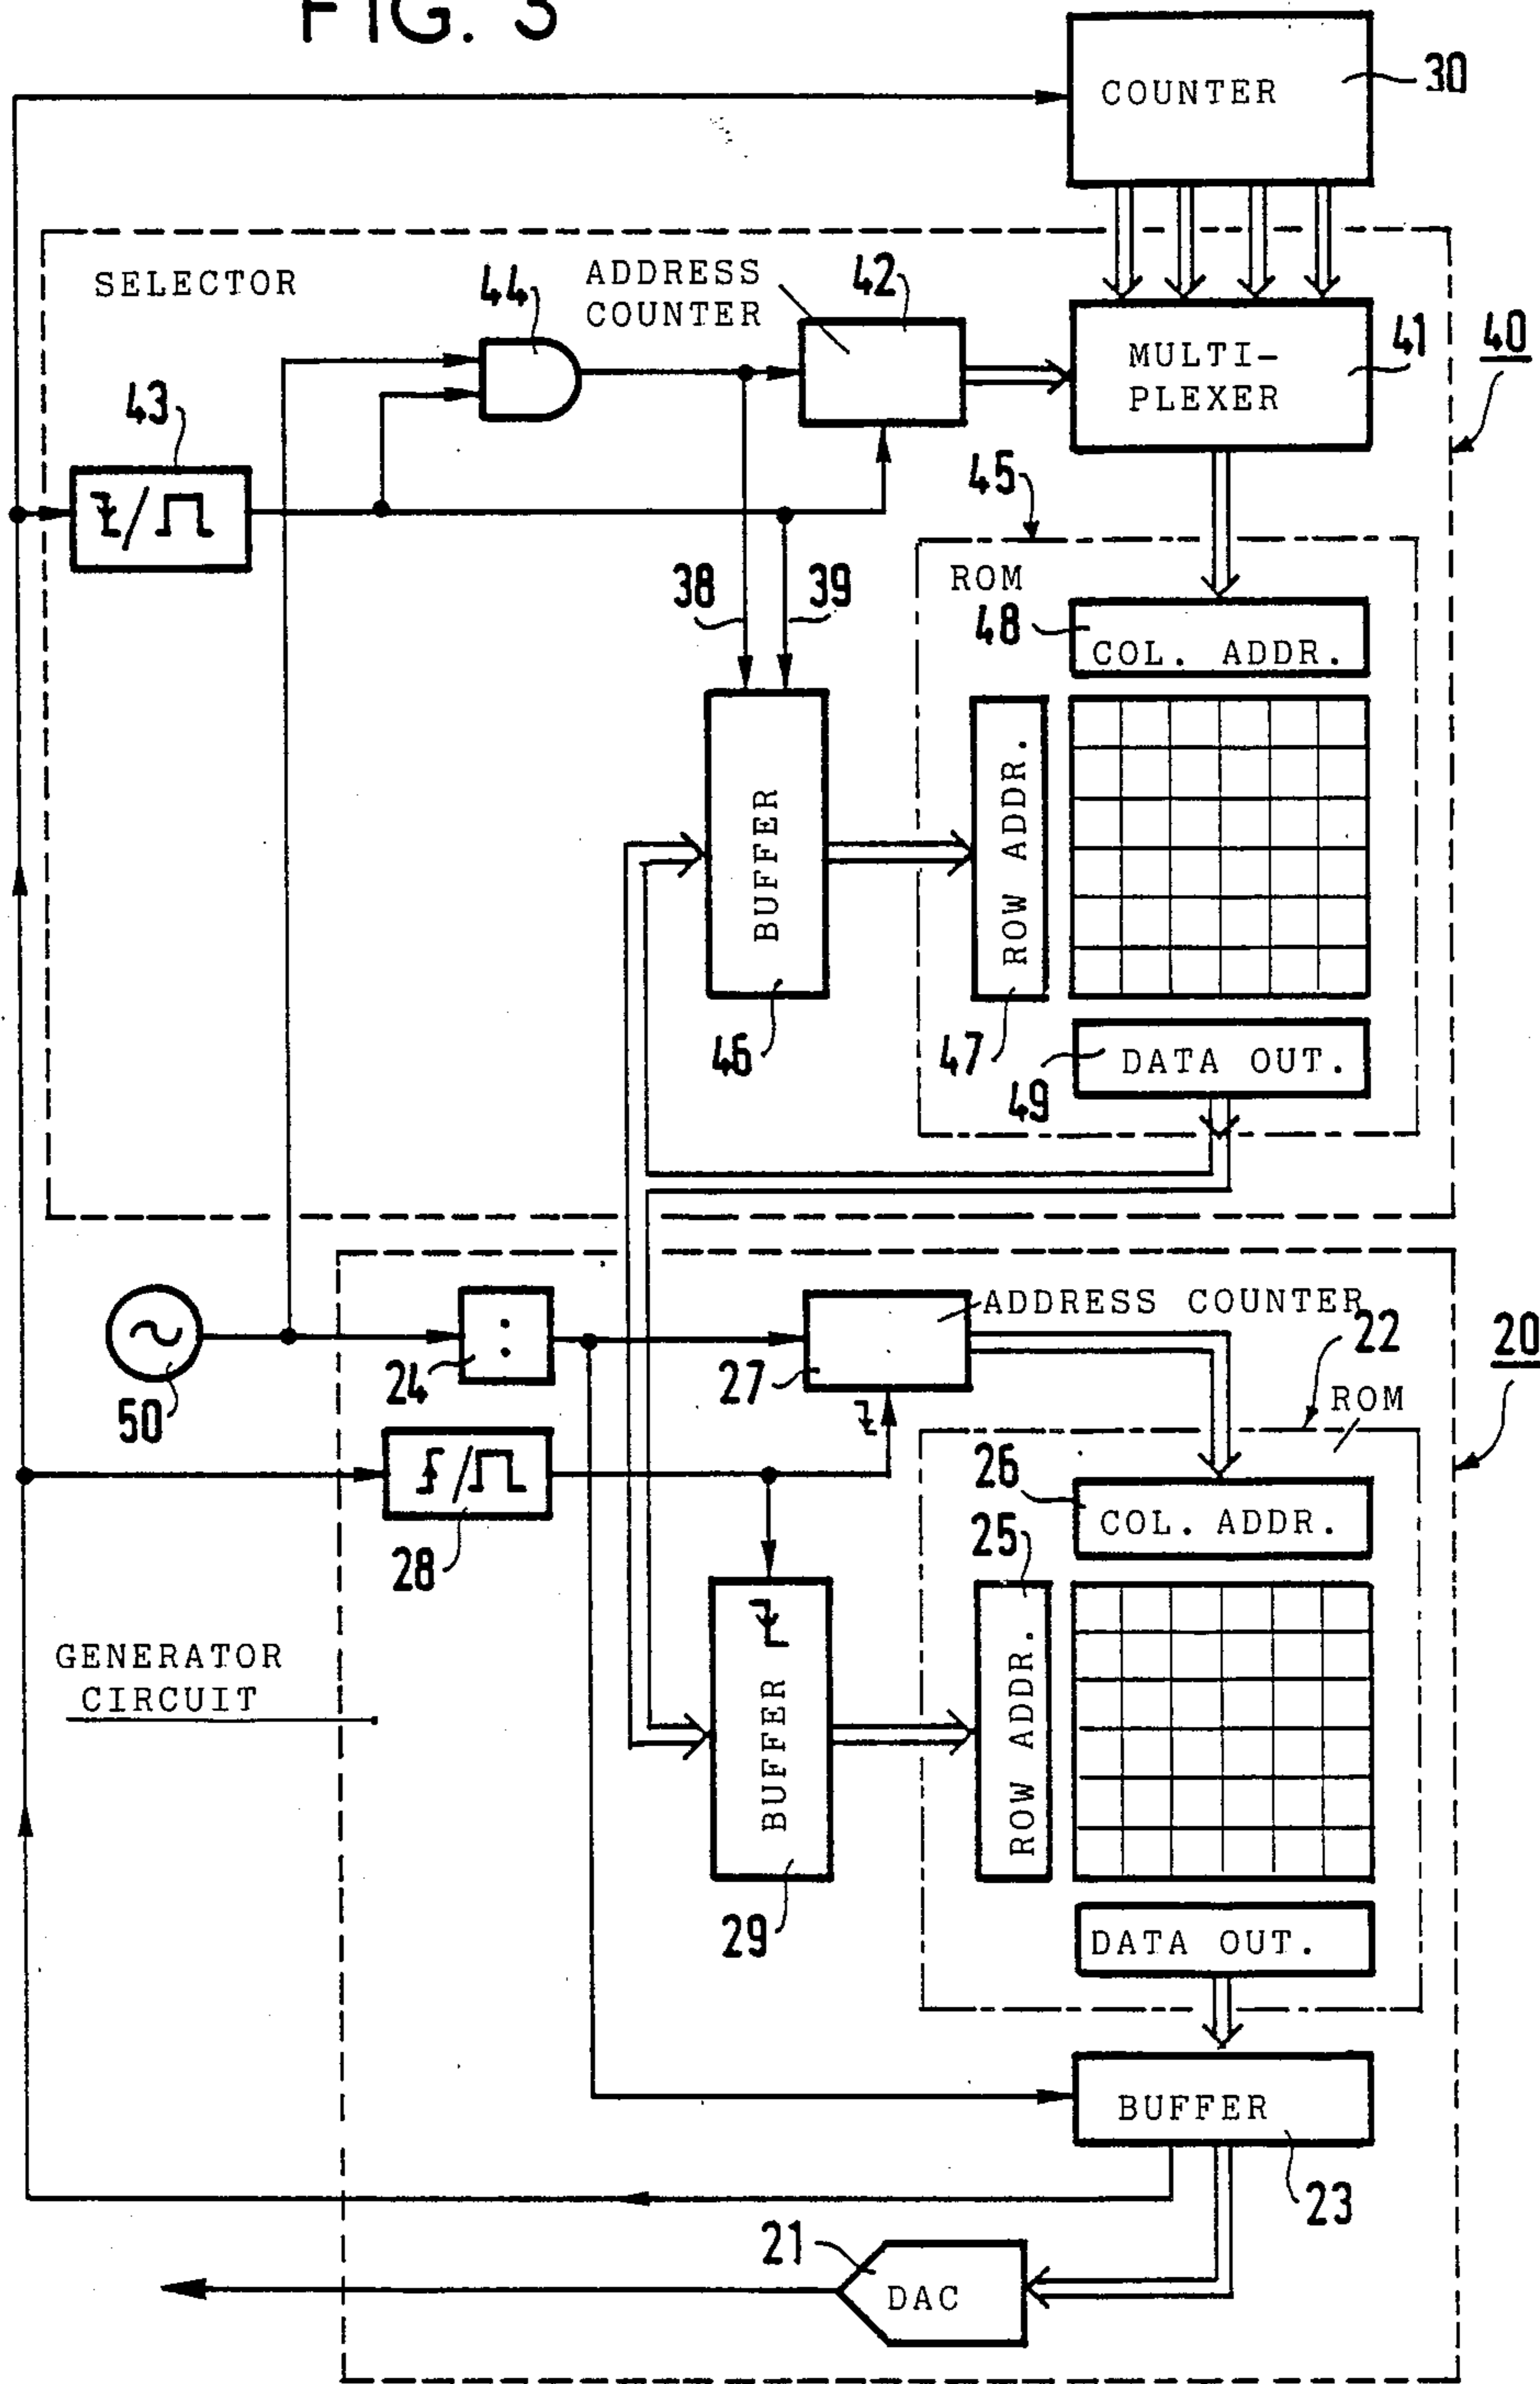 FIG. 3
COUNTER
30
SELECTOR
44
ADDRESS
COUNTER
42
MULTI-
PLEXER
41
40
43
45
38
39
ROM
48
COL. ADDR.
BUFFER
ROW ADDR.
46
47
49
DATA OUT.
50
24
27
ADDRESS COUNTER
22
20
ROM
28
26
COL. ADDR.
25
GENERATOR
CIRCUIT
BUFFER
ROW ADDR.
29
DATA OUT.
BUFFER
23
21
DAC